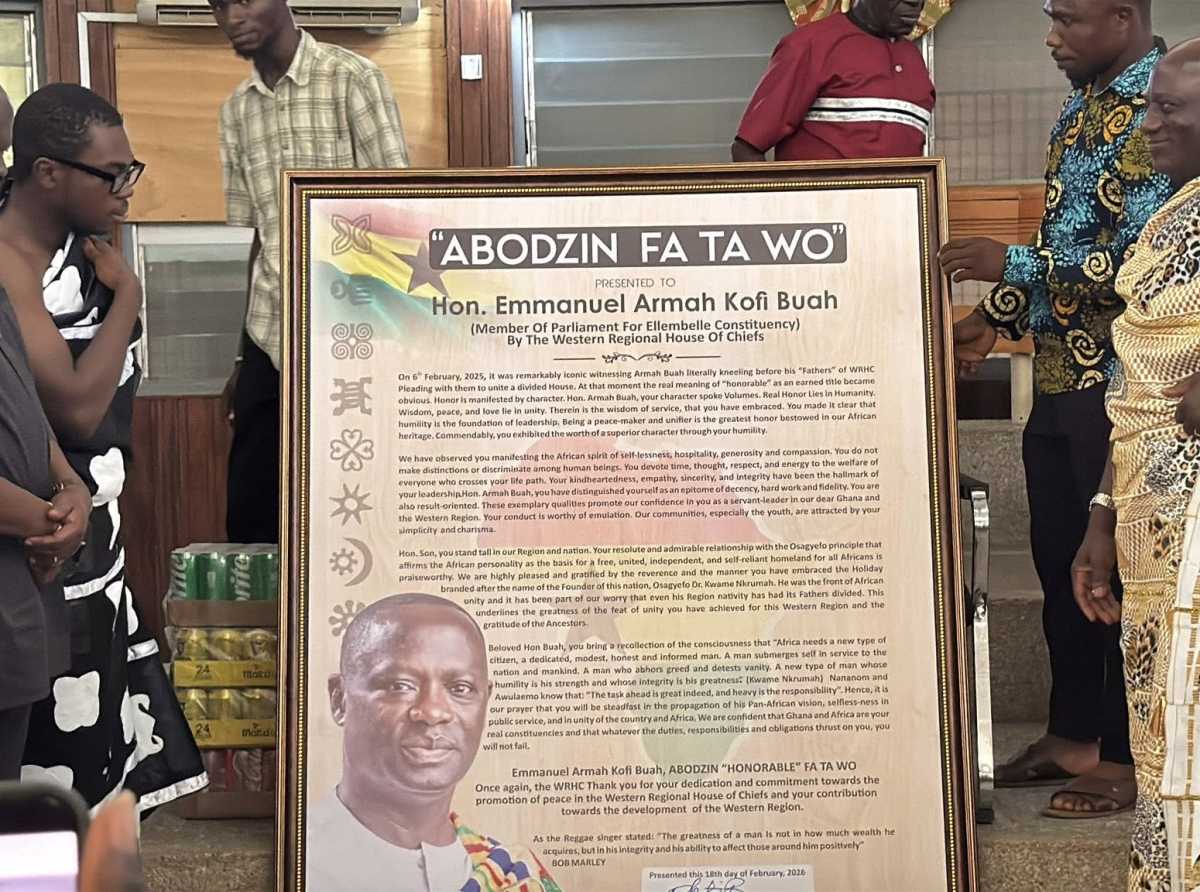 "ABODZIN FA TA WO"
PRESENTED TO
Hon. Emmanuel Armah Kofi Buah
(Member Of Parliament For Ellembelle Constituency)
By The Western Regional House Of Chiefs
On 6th February, 2025, it was remarkably iconic witnessing Armah Buah literally kneeling before his "Fathers" of WRHC
Pleading with them to unite a divided House. At that moment the real meaning of "honorable" as an earned title became
obvious. Honor is manifested by character. Hon. Armah Buah, your character spoke Volumes. Real Honor Lies in Humanity.
Wisdom, peace, and love lie in unity. Therein is the wisdom of service, that you have embraced. You made it clear that
humility is the foundation of leadership. Being a peace-maker and unifier is the greatest honor bestowed in our African
heritage. Commendably, you exhibited the worth of a superior character through your humility.
We have observed you manifesting the African spirit of self-lessness, hospitality, generosity and compassion. You do not
make distinctions or discriminate among human beings. You devote time, thought, respect, and energy to the welfare of
everyone who crosses your life path. Your kindheartedness, empathy, sincerity, and integrity have been the hallmark of
your leadership,Hon. Armah Buah, you have distinguished yourself as an epitome of decency, hard work and fidelity. You are
also result-oriented. These exemplary qualities promote our confidence in you as a servant-leader in our dear Ghana and
the Western Region. Your conduct is worthy of emulation. Our communities, especially the youth, are attracted by your
simplicity and charisma.
Hon. Son, you stand tall in our Region and nation. Your resolute and admirable relationship with the Osagyefo principle that
affirms the African personality as the basis for a free, united, independent, and self-reliant homeland for all Africans is
praiseworthy. We are highly pleased and gratified by the reverence and the manner you have embraced the Holiday
branded after the name of the Founder of this nation, Osagyefo Dr. Kwame Nkrumah. He was the front of African
unity and it has been part of our worry that even his Region nativity has had its Fathers divided. This
underlines the greatness of the feat of unity you have achieved for this Western Region and the
gratitude of the Ancestors.
Beloved Hon Buah, you bring a recollection of the consciousness that "Africa needs a new type of
citizen, a dedicated, modest, honest and informed man. A man submerges self in service to the
nation and mankind. A man who abhors greed and detests vanity. A new type of man whose
humility is his strength and whose integrity is his greatness". (Kwame Nkrumah) Nananom and
Awulaemo know that: "The task ahead is great indeed, and heavy is the responsibility". Hence, it is
our prayer that you will be steadfast in the propagation of his Pan-African vision, selfless-ness in
public service, and in unity of the country and Africa. We are confident that Ghana and Africa are your
real constituencies and that whatever the duties, responsibilities and obligations thrust on you, you
will not fail.
Emmanuel Armah Kofi Buah, ABODZIN "HONORABLE" FA TA WO
Once again, the WRHC Thank you for your dedication and commitment towards the
promotion of peace in the Western Regional House of Chiefs and your contribution
towards the development of the Western Region.
As the Reggae singer stated: "The greatness of a man is not in how much wealth he
acquires, but in his integrity and his ability to affect those around him positively"
BOB MARLEY
Presented this 18th day of February, 2026
24
Malta
24
Malta